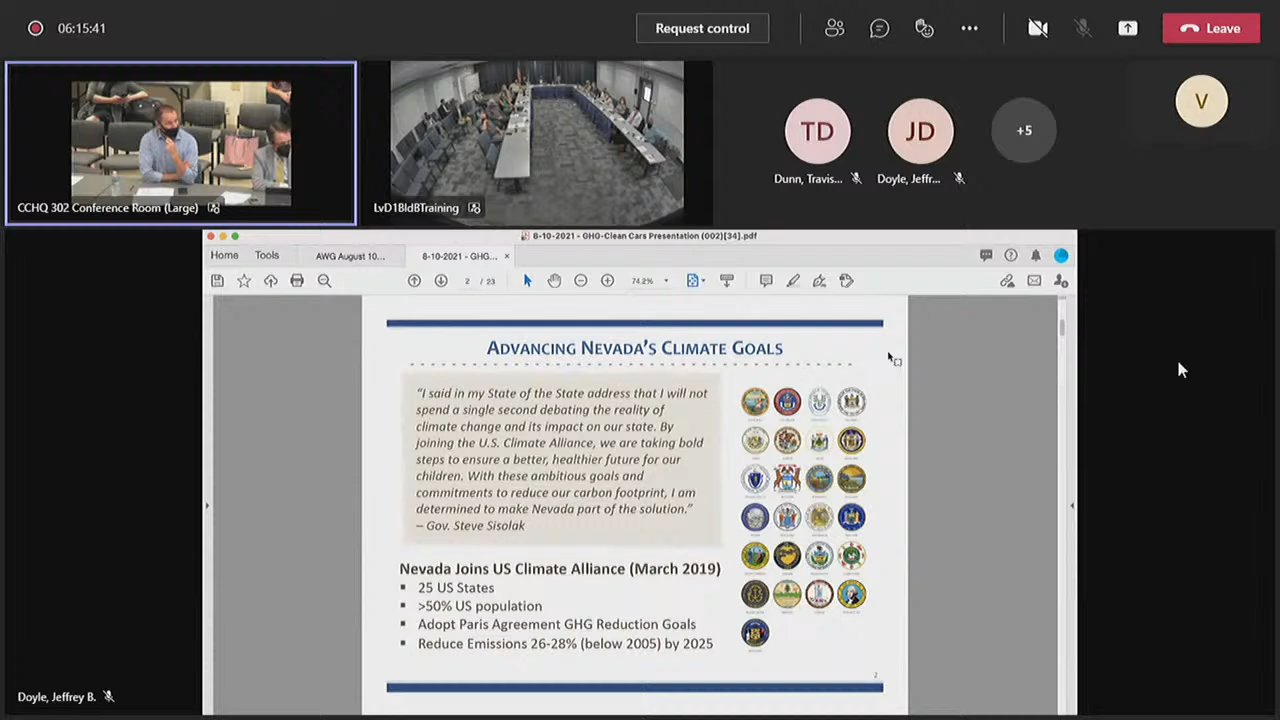 06:15:41
Request control
Leave
CCHQ 302 Conference Room (Large)
LvD1BldBTraining
TD
Dunn, Travis...
JD
Doyle, Jeffr...
+5
V
8-10-2021 - GHG-Clean Cars Presentation (002)[34].pdf
Home
Tools
AWG August 10...
8-10-2021 - GHG...
2 / 23
74.2%
ADVANCING NEVADA'S CLIMATE GOALS
"I said in my State of the State address that I will not
spend a single second debating the reality of
climate change and its impact on our state. By
joining the U.S. Climate Alliance, we are taking bold
steps to ensure a better, healthier future for our
children. With these ambitious goals and
commitments to reduce our carbon footprint, I am
determined to make Nevada part of the solution."
– Gov. Steve Sisolak
Nevada Joins US Climate Alliance (March 2019)
▪ 25 US States
▪ >50% US population
▪ Adopt Paris Agreement GHG Reduction Goals
▪ Reduce Emissions 26-28% (below 2005) by 2025
2
Doyle, Jeffrey B.